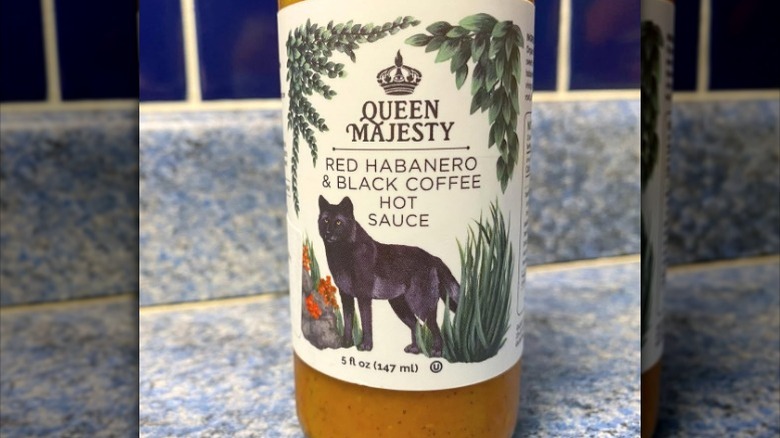 QUEEN
MAJESTY
RED HABANERO
& BLACK COFFEE
HOT
SAUCE
5 fl oz (147 ml) Ⓤ